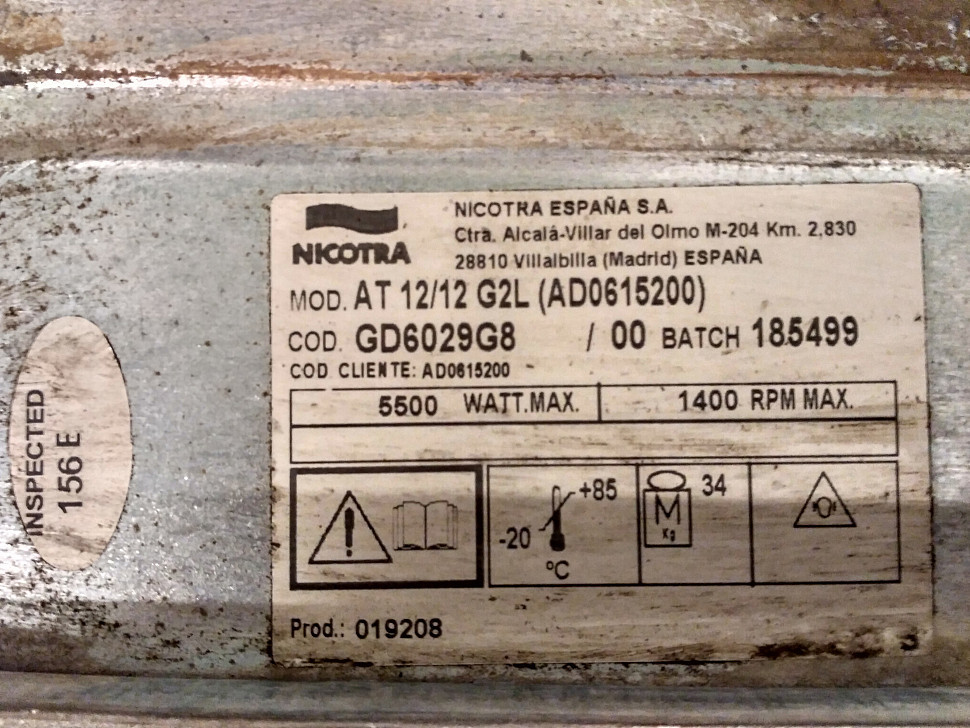 NICOTRA
NICOTRA ESPAÑA S.A.
Ctra. Alcalá-Villar del Olmo M-204 Km. 2,830
28810 Villalbilla (Madrid) ESPAÑA
MOD. AT 12/12 G2L (AD0615200)
COD. GD6029G8 / 00 BATCH 185499
COD CLIENTE: AD0615200
5500 WATT.MAX. 1400 RPM MAX.
+85
-20
ºC
M
Kg
34
Prod.: 019208
INSPECTED
156 E